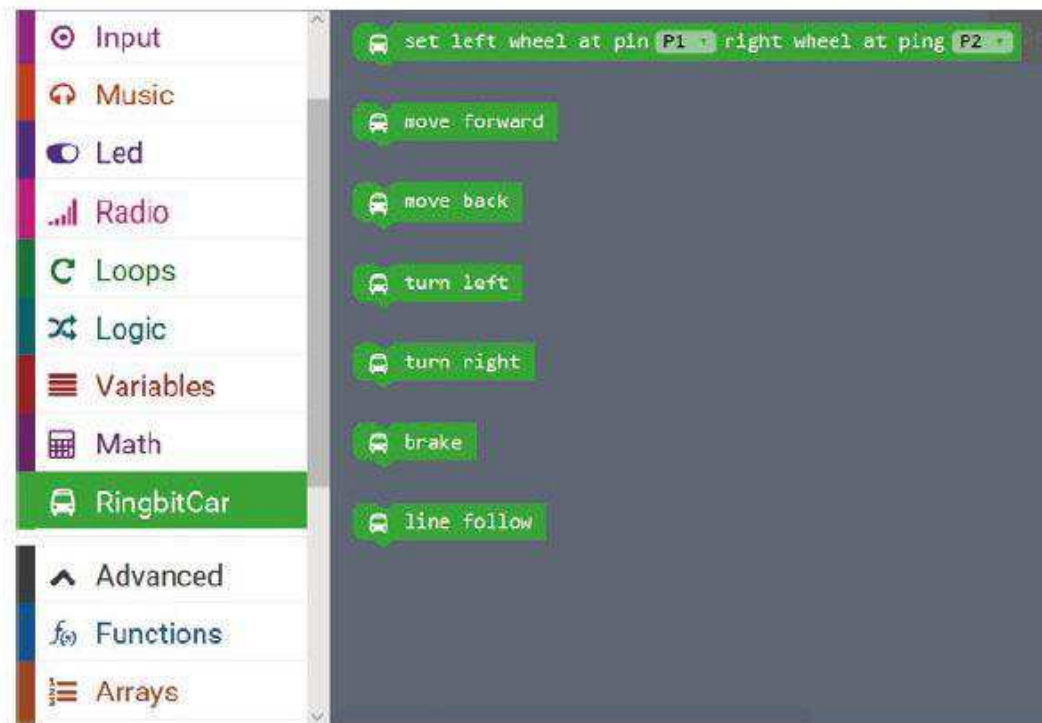 Input
Music
Led
Radio
Loops
Logic
Variables
Math
RingbitCar
Advanced
f(x) Functions
Arrays
set left wheel at pin P1 right wheel at ping P2
move forward
move back
turn left
turn right
brake
line follow